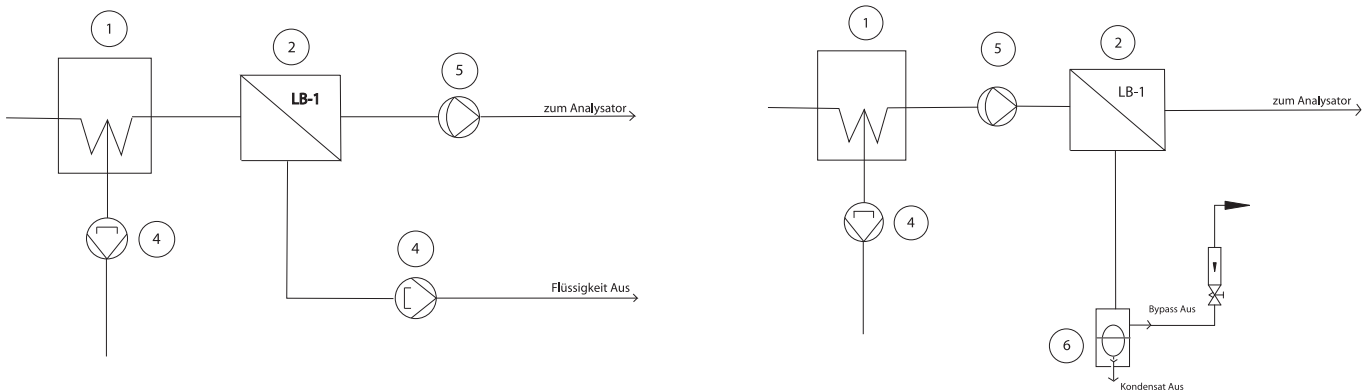 1
2
5
LB-1
zum Analysator
4
4
Flüssigkeit Aus
1
5
2
LB-1
zum Analysator
4
Bypass Aus
6
Kondensat Aus